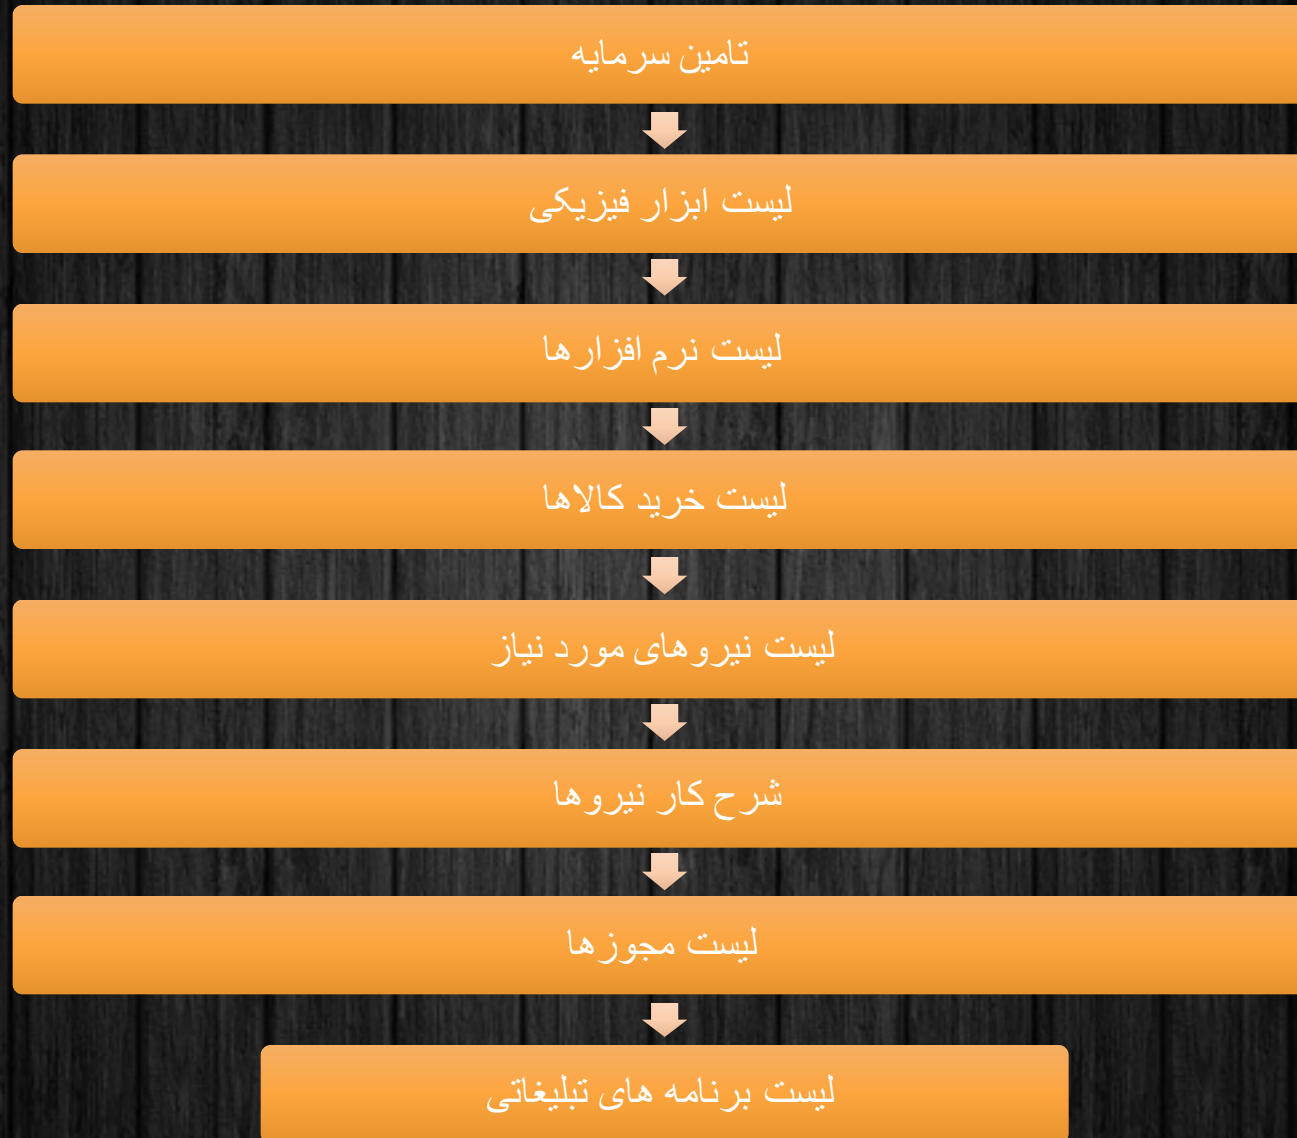 تامین سرمایه
لیست ابزار فیزیکی
لیست نرم افزارها
لیست خرید کالاها
لیست نیروهای مورد نیاز
شرح کار نیروها
لیست مجوزها
لیست برنامه های تبلیغاتی